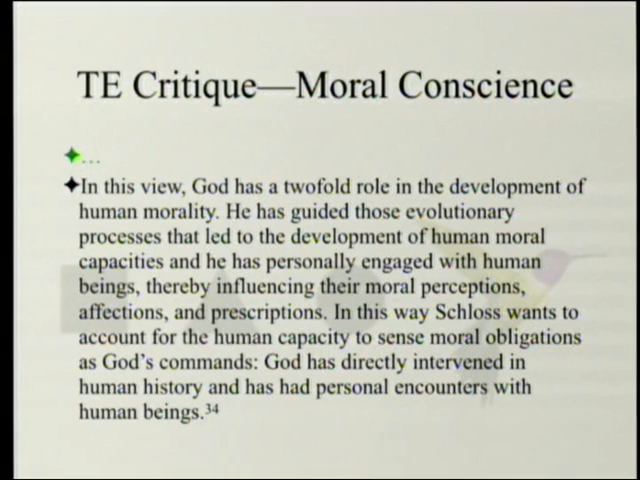 TE Critique—Moral Conscience
✦…
✦In this view, God has a twofold role in the development of
human morality. He has guided those evolutionary
processes that led to the development of human moral
capacities and he has personally engaged with human
beings, thereby influencing their moral perceptions,
affections, and prescriptions. In this way Schloss wants to
account for the human capacity to sense moral obligations
as God's commands: God has directly intervened in
human history and has had personal encounters with
human beings.³⁴